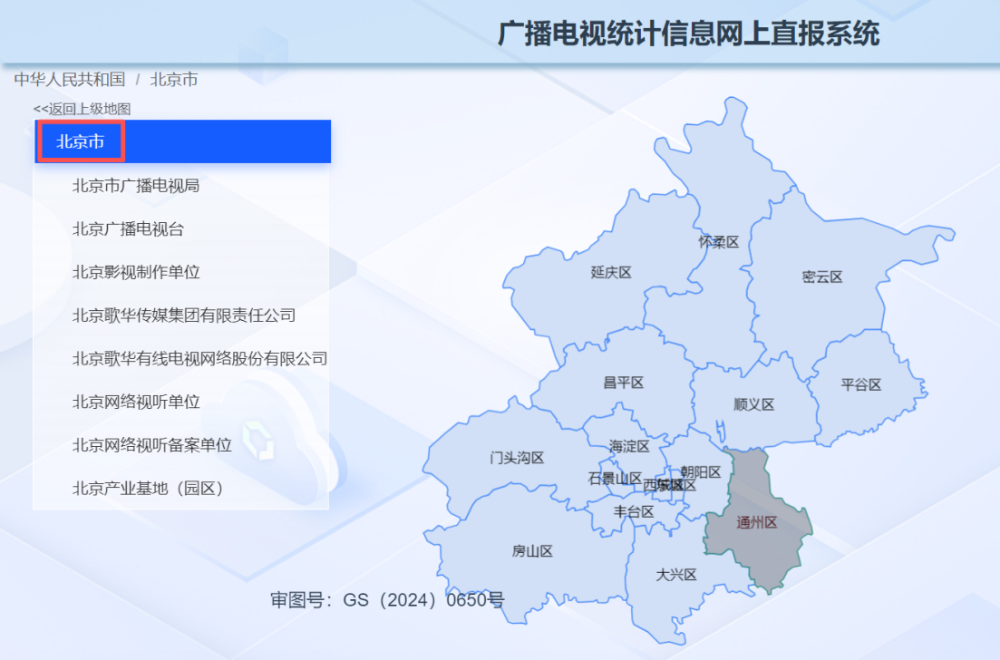 广播电视统计信息网上直报系统
中华人民共和国 / 北京市
<<返回上级地图
北京市
北京市广播电视局
北京广播电视台
北京影视制作单位
北京歌华传媒集团有限责任公司
北京歌华有线电视网络股份有限公司
北京网络视听单位
北京网络视听备案单位
北京产业基地（园区）
怀柔区
延庆区
密云区
昌平区
平谷区
顺义区
海淀区
门头沟区
朝阳区
石景山区
丰台区
通州区
房山区
大兴区
审图号：GS（2024）0650号